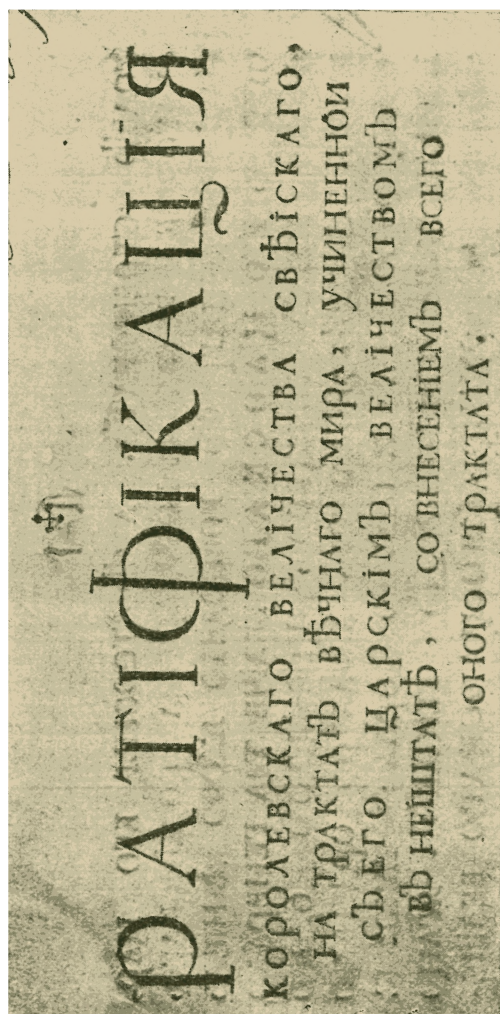 РАТІФІКАЦІЯ
КОРОЛЕВСКАГО ВЕЛІЧЕСТВА СВѢІСКАГО,
НА ТРАКТАТЪ ВѢЧНАГО МИРА, УЧИНЕННОИ
СЪ ЕГО ЦАРСКІМЪ ВЕЛІЧЕСТВОМЪ
ВЪ НЕИШТАТѢ, СО ВНЕСЕНІЕМЪ ВСЕГО
ОНОГО ТРАКТАТА.